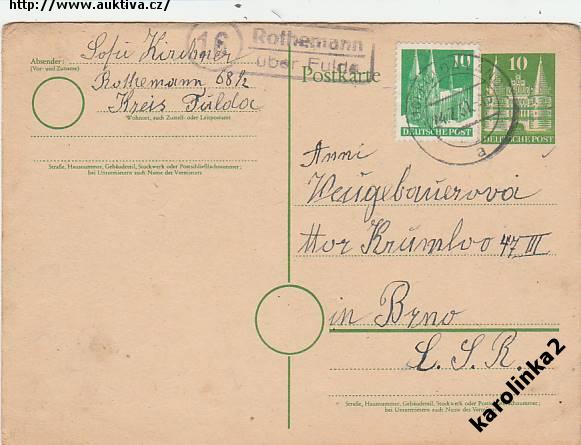 http://www.auktiva.cz/
(16) Rothemann
über Fulda
Absender:
(Vor- und Zuname)
Sofie Kirchner
Rothemann 68½
Kreis Fulda
Wohnort, auch Zustell- oder Leitpostamt
Straße, Hausnummer, Gebäudeteil, Stockwerk oder Postschließfachnummer;
bei Untermietern auch Name des Vermieters
Postkarte
10
DEUTSCHE POST
10
DEUTSCHE POST
a
Anni
Neugebauerová
Mor Krumlov 47 III
in Brno
Č.S.R.
Straße, Hausnummer, Gebäudeteil, Stockwerk oder Postschließfachnummer;
bei Untermietern auch Name des Vermieters
karolinka2